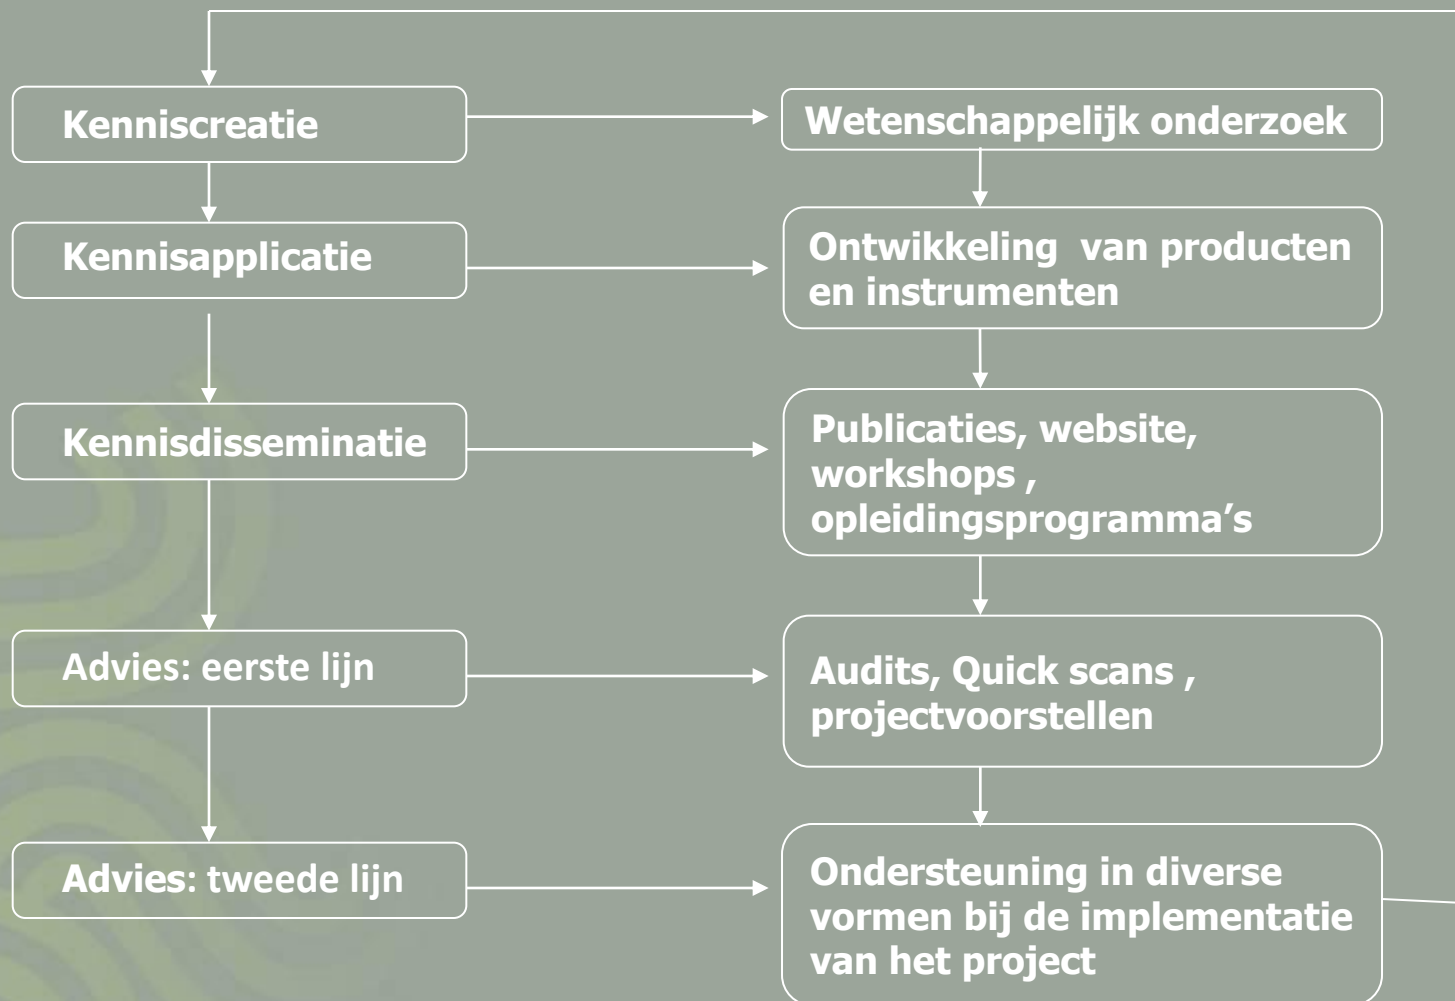 Kenniscreatie
Wetenschappelijk onderzoek
Kennisapplicatie
Ontwikkeling van producten
en instrumenten
Kennisdisseminatie
Publicaties, website,
workshops ,
opleidingsprogramma’s
Advies: eerste lijn
Audits, Quick scans ,
projectvoorstellen
Advies: tweede lijn
Ondersteuning in diverse
vormen bij de implementatie
van het project